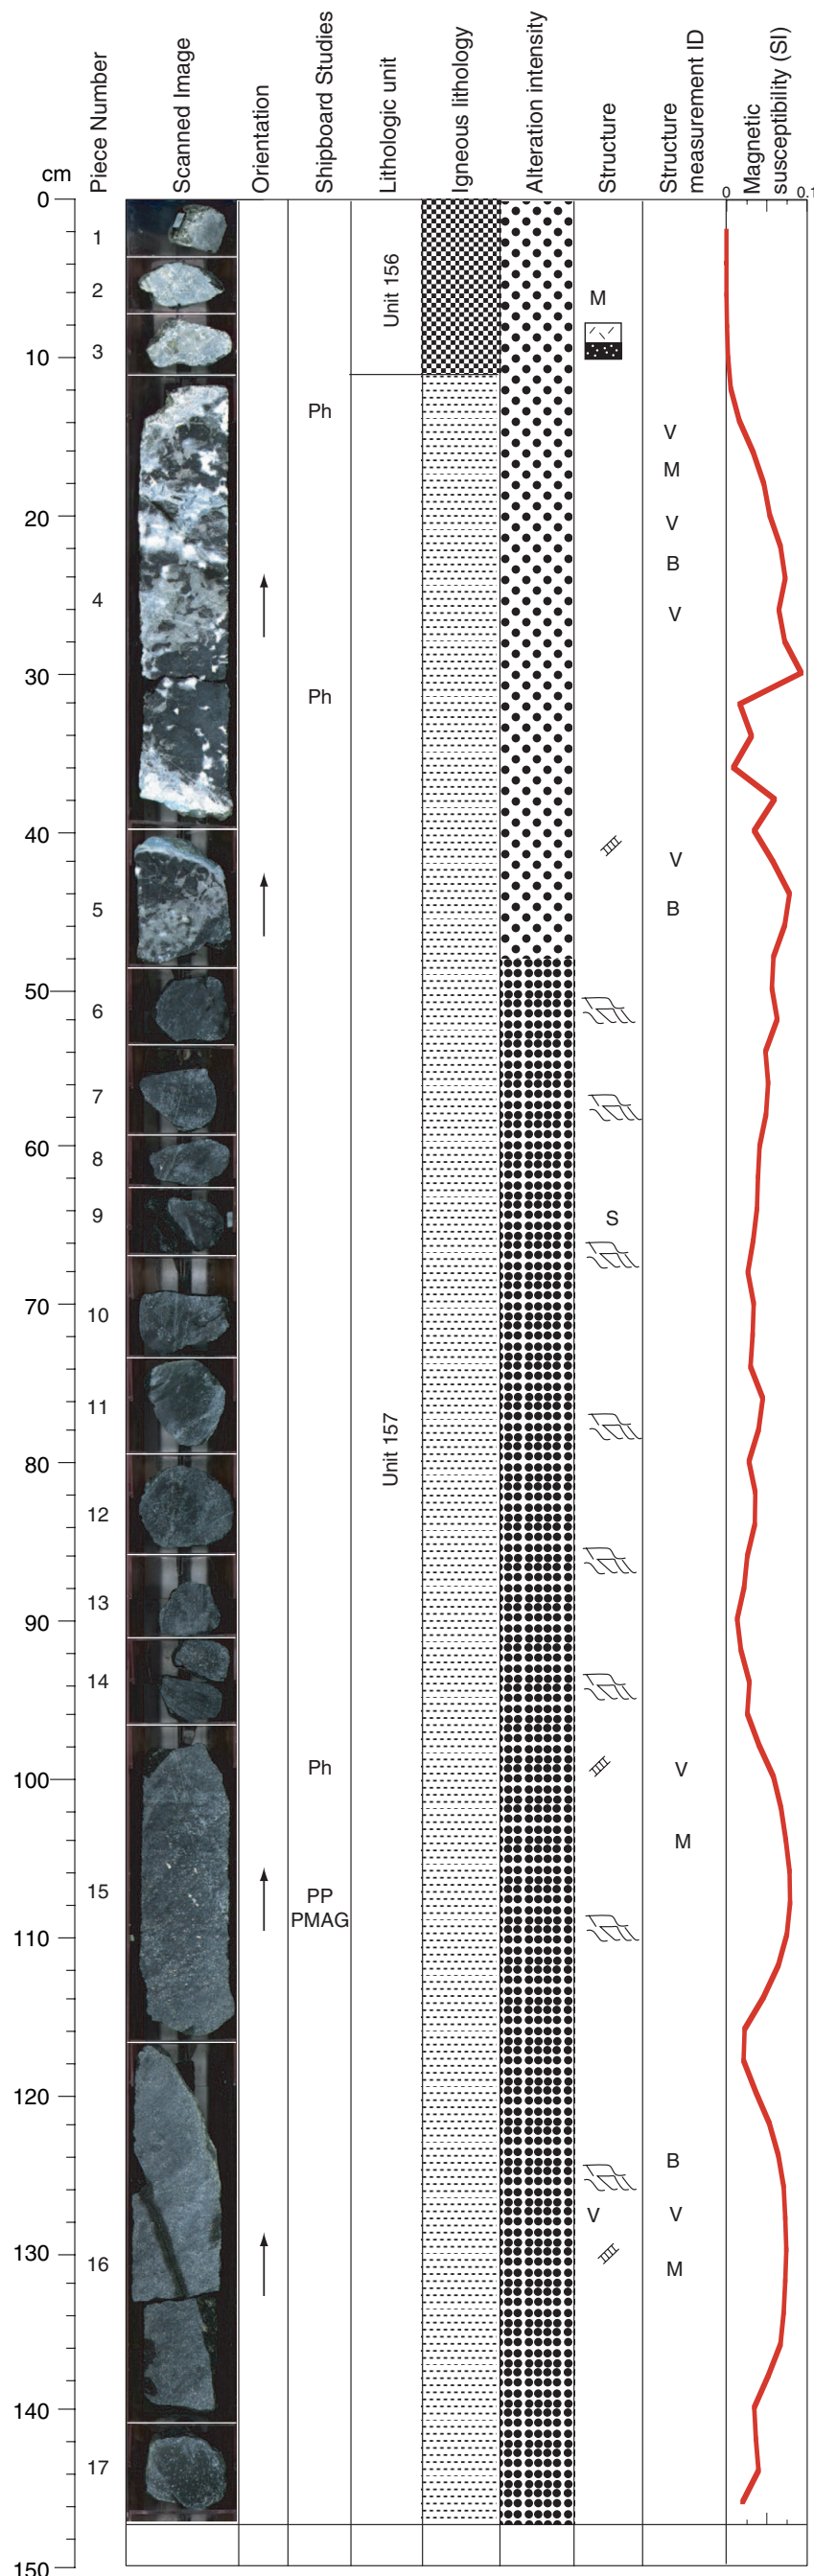 cm
Piece Number
Scanned Image
Orientation
Shipboard Studies
Lithologic unit
Igneous lithology
Alteration intensity
Structure
Structure
measurement ID
Magnetic
susceptibility (SI)
0 0.1
0
1
Unit 156
2
M
3
10
Ph
V
M
20
V
B
4
V
30
Ph
40
V
5
B
50
6
7
60
8
9
S
70
10
11
Unit 157
80
12
13
90
14
Ph
V
100
M
15
PP
PMAG
110
120
B
V
V
130
16
M
140
17
150